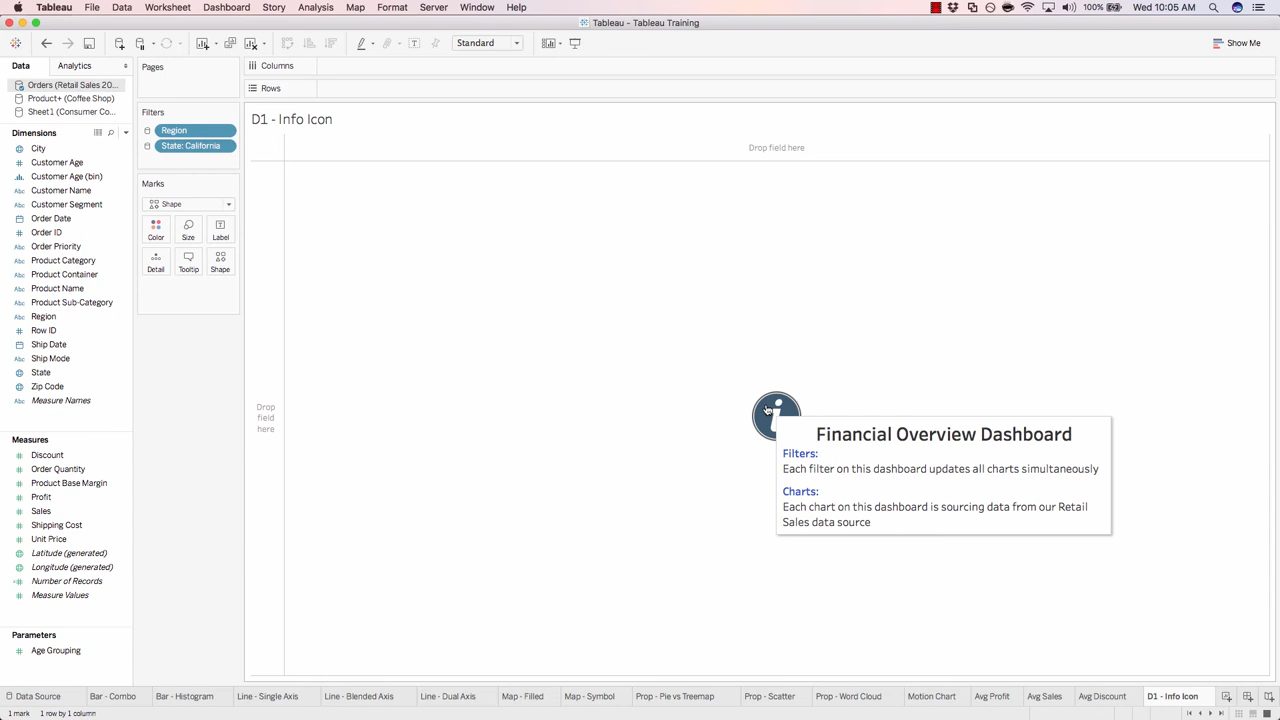 Tableau File Data Worksheet Dashboard Story Analysis Map Format Server Window Help 100% Wed 10:05 AM
Tableau - Tableau Training
Standard Show Me
Data Analytics
Orders (Retail Sales 20...
Product+ (Coffee Shop)
Sheet1 (Consumer Co...
Dimensions
City
Customer Age
Customer Age (bin)
Abc Customer Name
Abc Customer Segment
Order Date
Order ID
Abc Order Priority
Abc Product Category
Abc Product Container
Abc Product Name
Abc Product Sub-Category
Abc Region
Row ID
Ship Date
Abc Ship Mode
State
Zip Code
Abc Measure Names
Measures
Discount
Order Quantity
Product Base Margin
Profit
Sales
Shipping Cost
Unit Price
Latitude (generated)
Longitude (generated)
Number of Records
Measure Values
Parameters
Age Grouping
Pages
Filters
Region
State: California
Marks
Shape
Color Size Label
Detail Tooltip Shape
Columns
Rows
D1 - Info Icon
Drop field here
Drop
field
here
i
Financial Overview Dashboard
Filters:
Each filter on this dashboard updates all charts simultaneously
Charts:
Each chart on this dashboard is sourcing data from our Retail
Sales data source
Data Source Bar - Combo Bar - Histogram Line - Single Axis Line - Blended Axis Line - Dual Axis Map - Filled Map - Symbol Prop - Pie vs Treemap Prop - Scatter Prop - Word Cloud Motion Chart Avg Profit Avg Sales Avg Discount D1 - Info Icon
1 mark 1 row by 1 column